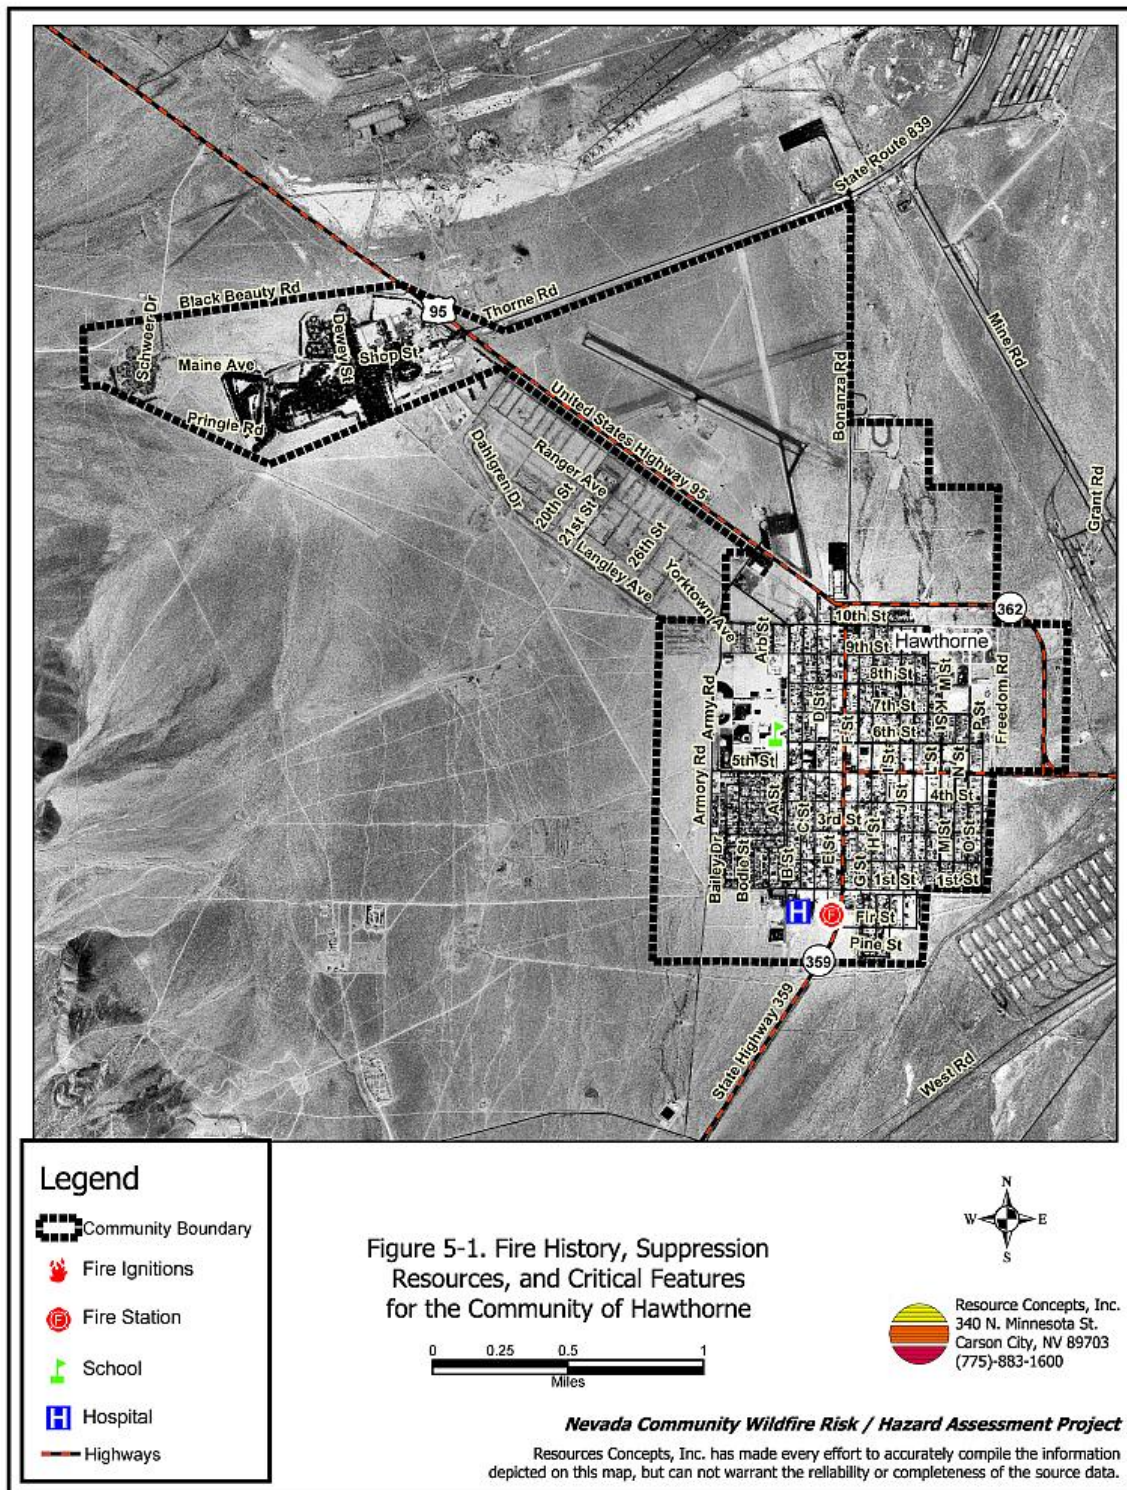 State Route 839
Black Beauty Rd
Schweer Dr
Dewey St
95
Thorne Rd
Shop St
Maine Ave
Mine Rd
Pringle Rd
Bonanza Rd
United States Highway 95
Dahlgren Dr
Ranger Ave
20th St
21st St
26th St
Grant Rd
Langley Ave
Yorktown Ave
362
10th St
Arb St
9th St
Hawthorne
8th St
M St
Freedom Rd
Army Rd
D St
7th St
K St
P St
F St
6th St
5th St
I St
L St
N St
Armory Rd
A St
4th St
J St
C St
3rd St
E St
H St
M St
O St
Bailey Dr
Bodie St
B St
G St
1st St
1st St
H
F
Fir St
Pine St
359
State Highway 359
West Rd
Legend
Community Boundary
Fire Ignitions
F
Fire Station
School
H
Hospital
Highways
Figure 5-1. Fire History, Suppression
Resources, and Critical Features
for the Community of Hawthorne
0 0.25 0.5 1
Miles
N
W E
S
Resource Concepts, Inc.
340 N. Minnesota St.
Carson City, NV 89703
(775)-883-1600
Nevada Community Wildfire Risk / Hazard Assessment Project
Resources Concepts, Inc. has made every effort to accurately compile the information
depicted on this map, but can not warrant the reliability or completeness of the source data.